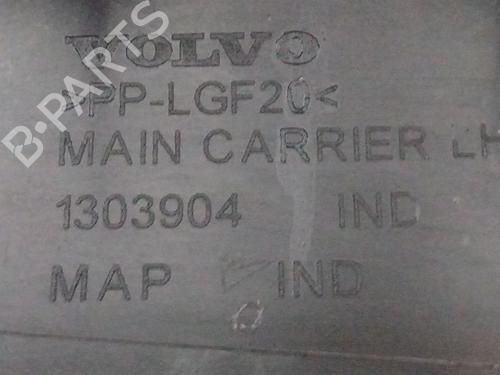 VOLVO
>PP-LGF20<
MAIN CARRIER LH
1303904 IND
MAP IND
B-PARTS